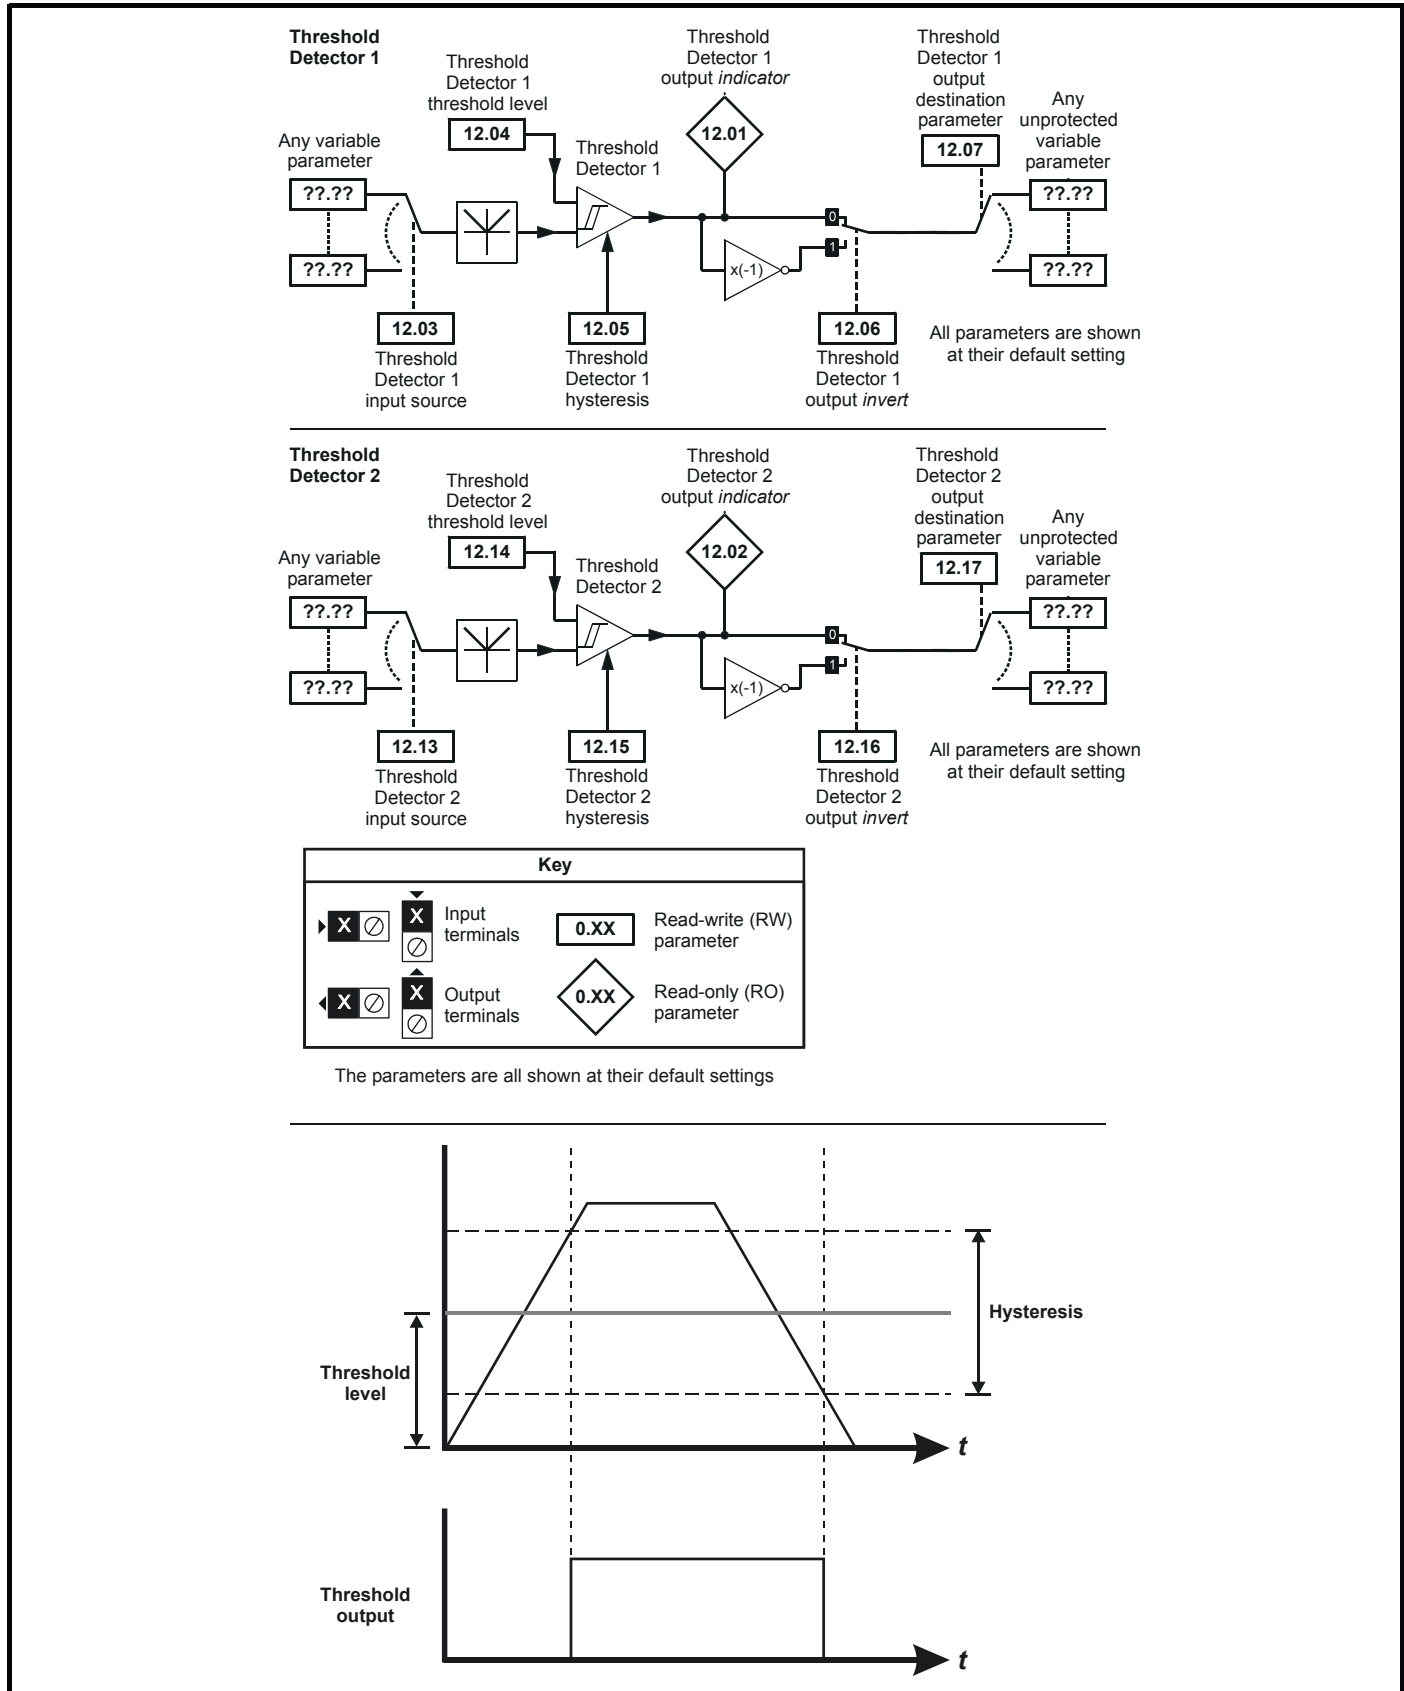 Threshold
Detector 1
Threshold
Detector 1
threshold level
12.04
Threshold
Detector 1
output indicator
12.01
Threshold
Detector 1
output
destination
parameter
12.07
Any
unprotected
variable
parameter
??.??
??.??
Any variable
parameter
??.??
??.??
Threshold
Detector 1
0
1
x(-1)
12.03
Threshold
Detector 1
input source
12.05
Threshold
Detector 1
hysteresis
12.06
Threshold
Detector 1
output invert
All parameters are shown
at their default setting
Threshold
Detector 2
Threshold
Detector 2
threshold level
12.14
Threshold
Detector 2
output indicator
12.02
Threshold
Detector 2
output
destination
parameter
12.17
Any
unprotected
variable
parameter
??.??
??.??
Any variable
parameter
??.??
??.??
Threshold
Detector 2
0
1
x(-1)
12.13
Threshold
Detector 2
input source
12.15
Threshold
Detector 2
hysteresis
12.16
Threshold
Detector 2
output invert
All parameters are shown
at their default setting
Key
X
X
Input
terminals
0.XX
Read-write (RW)
parameter
X
X
Output
terminals
0.XX
Read-only (RO)
parameter
The parameters are all shown at their default settings
Hysteresis
Threshold
level
t
Threshold
output
t